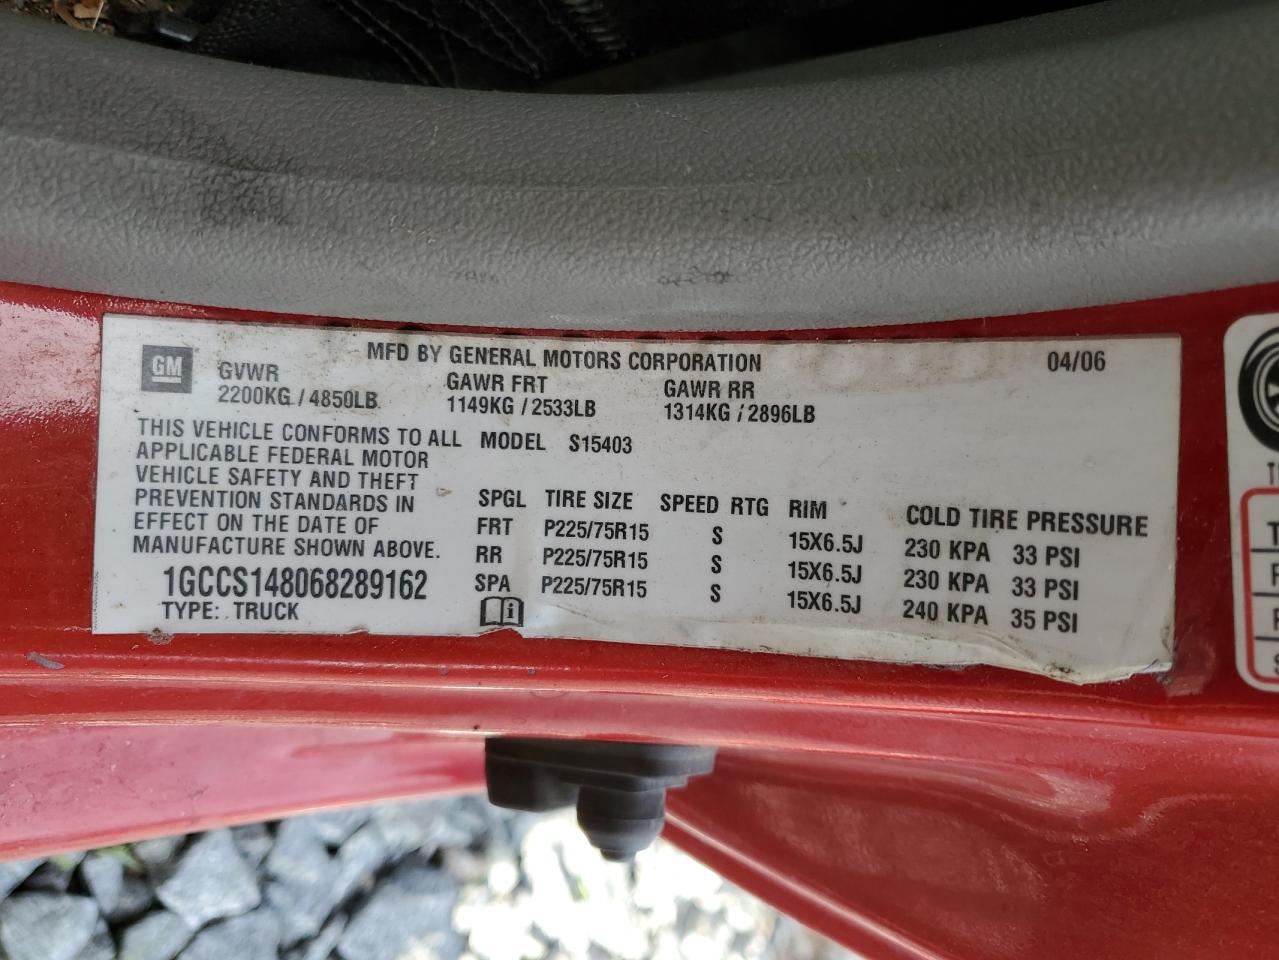 GM
MFD BY GENERAL MOTORS CORPORATION 04/06
GVWR GAWR FRT GAWR RR
2200KG / 4850LB 1149KG / 2533LB 1314KG / 2896LB
THIS VEHICLE CONFORMS TO ALL
APPLICABLE FEDERAL MOTOR
VEHICLE SAFETY AND THEFT
PREVENTION STANDARDS IN
EFFECT ON THE DATE OF
MANUFACTURE SHOWN ABOVE.
1GCCS148068289162
TYPE: TRUCK
MODEL S15403
SPGL TIRE SIZE SPEED RTG RIM COLD TIRE PRESSURE
FRT P225/75R15 S 15X6.5J 230 KPA 33 PSI
RR P225/75R15 S 15X6.5J 230 KPA 33 PSI
SPA P225/75R15 S 15X6.5J 240 KPA 35 PSI